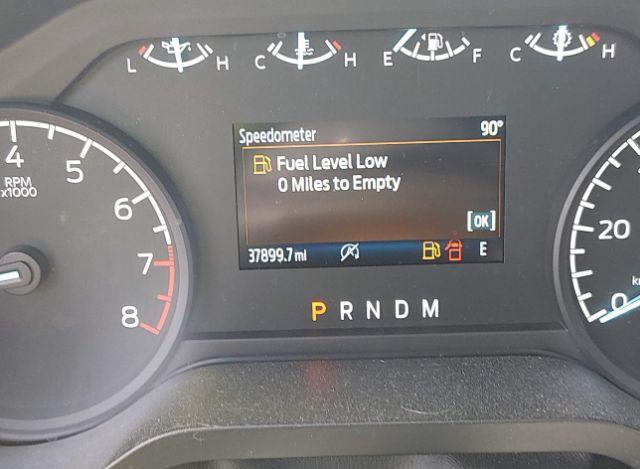 L H C H E F C H
Speedometer 90°
Fuel Level Low
0 Miles to Empty
[OK]
37899.7 mi E
P R N D M
4
5
6
7
8
RPM
x1000
20
0